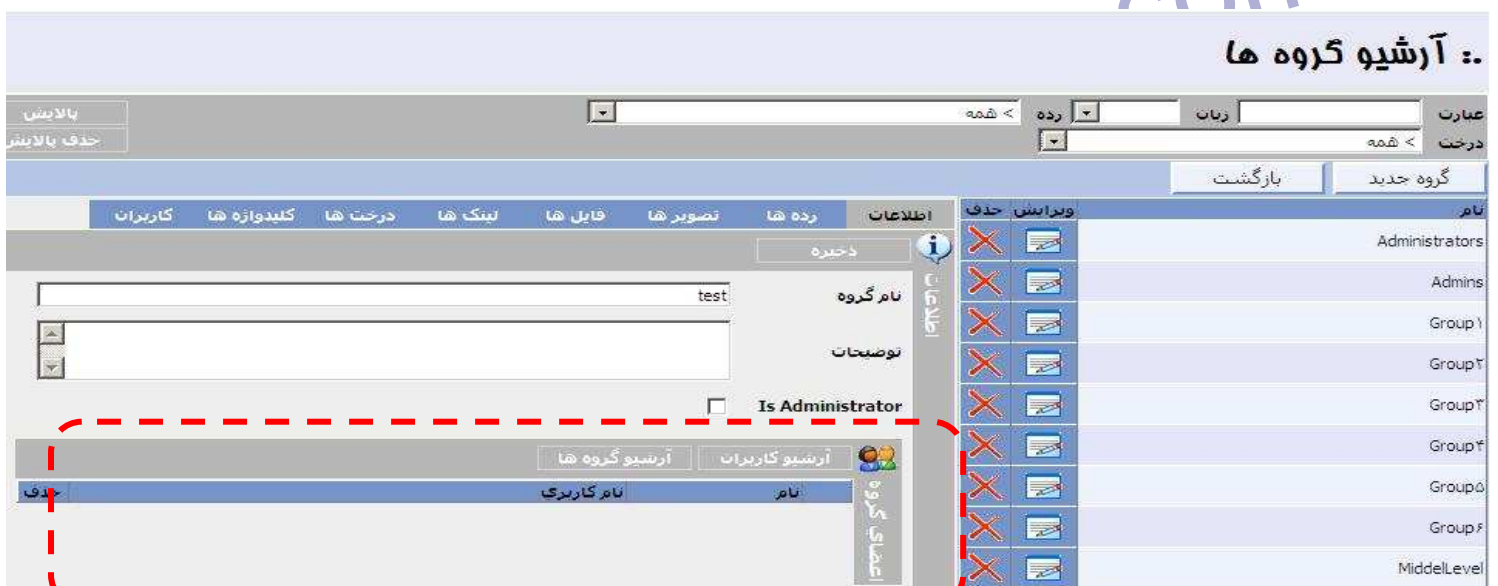 .: آرشیو گروه ها
عبارت زبان رده > همه پالایش
درخت > همه حذف پالایش
گروه جدید بازگشت
نام ویرایش حذف
Administrators
Admins
Group۱
Group۲
Group۳
Group۴
Group۵
Group۶
MiddelLevel
اطلاعات رده ها تصویر ها فایل ها لینک ها درخت ها کلیدواژه ها کاربران
ذخیره
اطلاعات
نام گروه test
توضیحات
Is Administrator
آرشیو کاربران آرشیو گروه ها
نام نام کاربری حذف
اعضای گروه